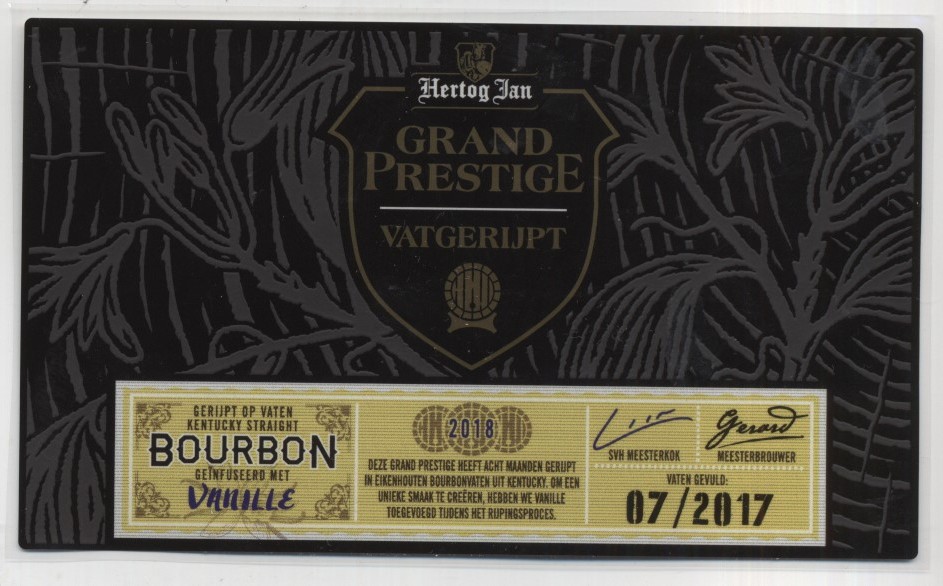 Hertog Jan
GRAND
PRESTIGE
VATGERIJPT
GERIJPT OP VATEN
KENTUCKY STRAIGHT
BOURBON
GEÏNFUSEERD MET
VANILLE
2018
DEZE GRAND PRESTIGE HEEFT ACHT MAANDEN GERIJPT
IN EIKENHOUTEN BOURBONVATEN UIT KENTUCKY. OM EEN
UNIEKE SMAAK TE CREËREN, HEBBEN WE VANILLE
TOEGEVOEGD TIJDENS HET RIJPINGSPROCES.
SVH MEESTERKOK
Gerard
MEESTERBROUWER
VATEN GEVULD:
07/2017